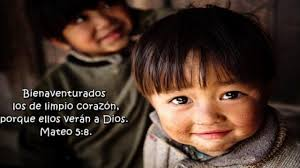 Bienaventurados
los de limpio corazón,
porque ellos verán a Dios.
Mateo 5:8.